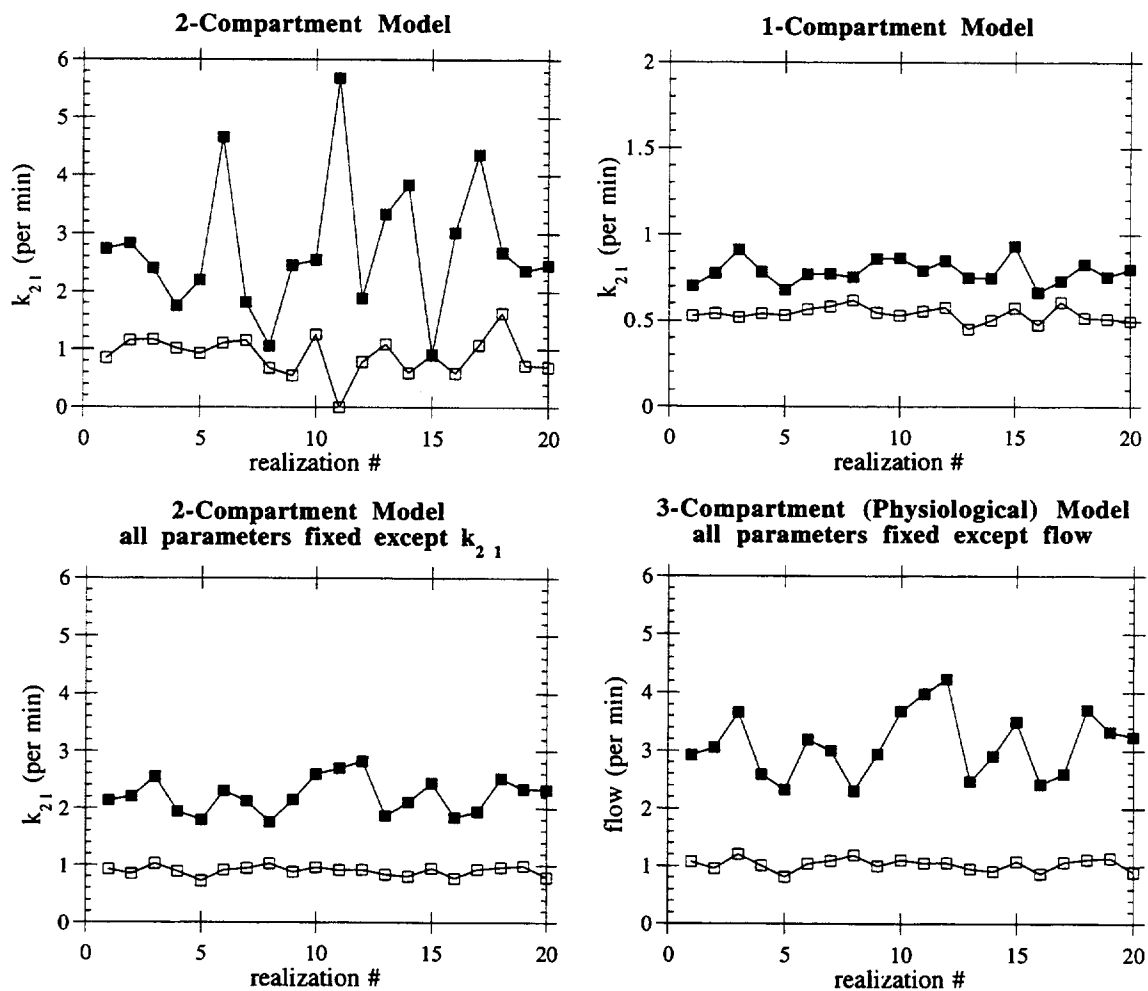 2-Compartment Model
6
5
4
3
2
1
0
k21 (per min)
0 5 10 15 20
realization #
1-Compartment Model
2
1.5
1
0.5
0
k21 (per min)
0 5 10 15 20
realization #
2-Compartment Model
all parameters fixed except k21
6
5
4
3
2
1
0
k21 (per min)
0 5 10 15 20
realization #
3-Compartment (Physiological) Model
all parameters fixed except flow
6
5
4
3
2
1
0
flow (per min)
0 5 10 15 20
realization #